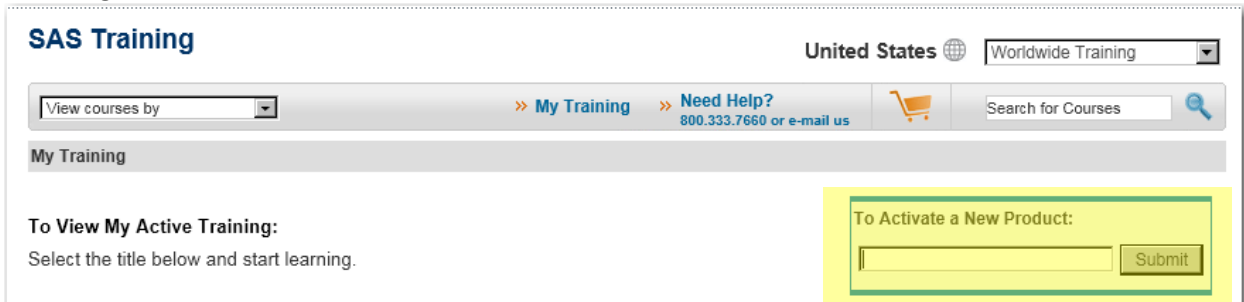 SAS Training
United States Worldwide Training
View courses by » My Training » Need Help? Search for Courses
800.333.7660 or e-mail us
My Training
To View My Active Training:
Select the title below and start learning.
To Activate a New Product:
Submit